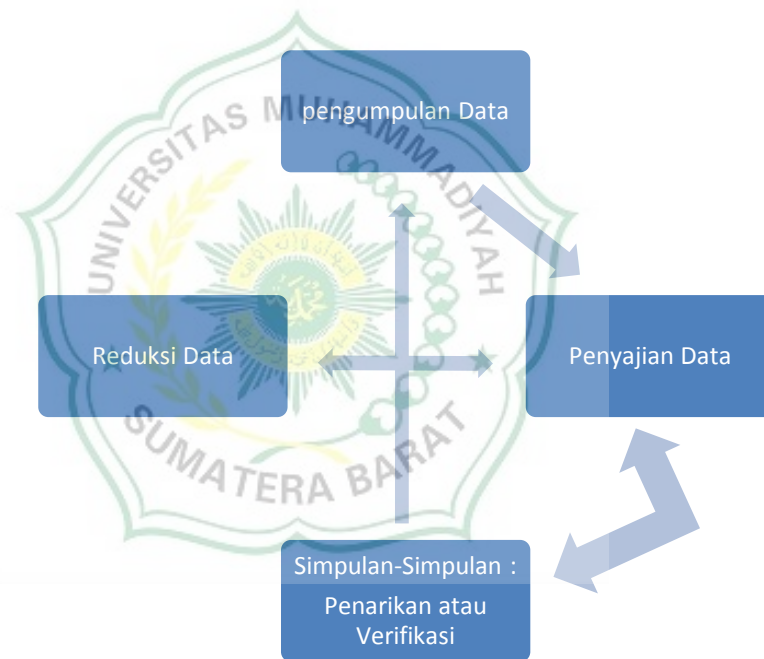 pengumpulan Data
UNIVERSITAS MUHAMMADIYAH
Reduksi Data
Penyajian Data
SUMATERA BARAT
Simpulan-Simpulan :
Penarikan atau
Verifikasi